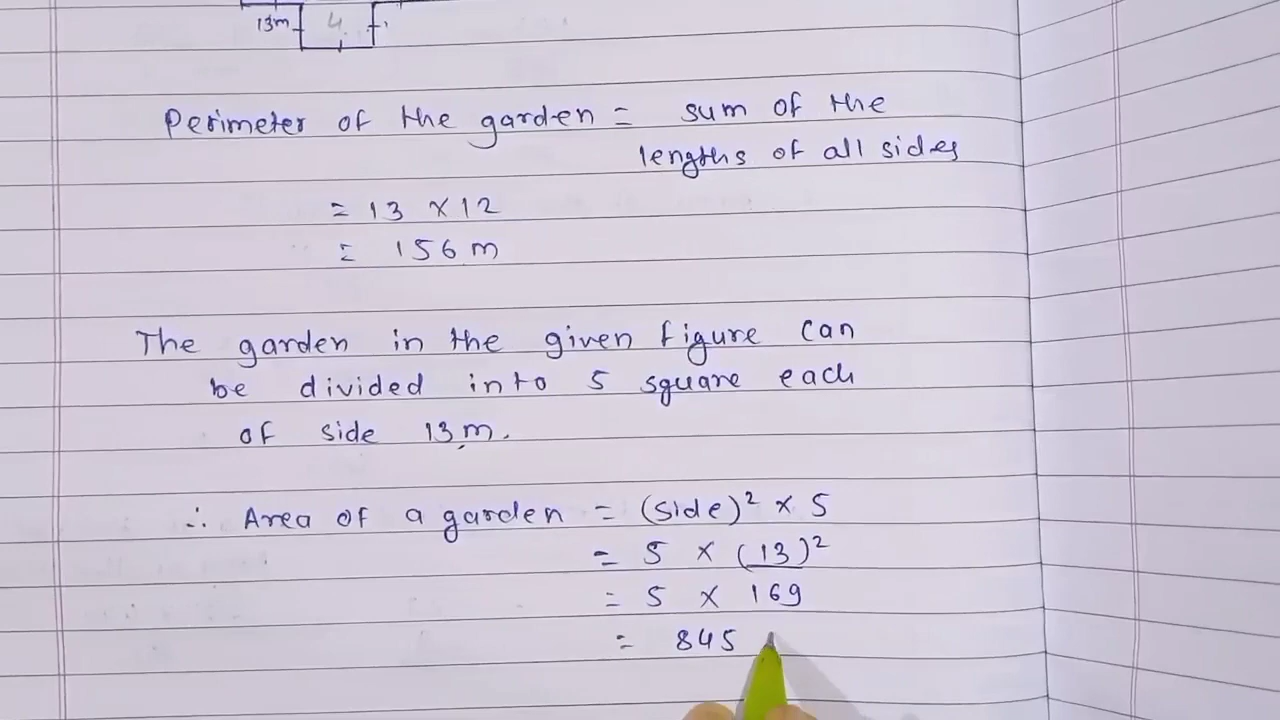 13m 4
Perimeter of the garden = sum of the
lengths of all sides
= 13 × 12
= 156 m
The garden in the given figure can
be divided into 5 square each
of side 13m.
∴ Area of a garden = (side)² × 5
= 5 × (13)²
= 5 × 169
= 845